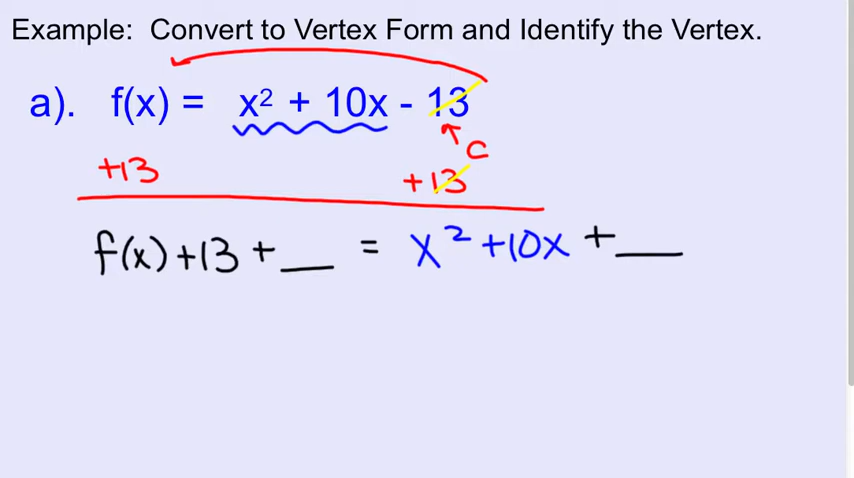 Example: Convert to Vertex Form and Identify the Vertex.
a). f(x) = x² + 10x - 13
C
+13 +13
f(x) +13 + __ = x² +10x + __